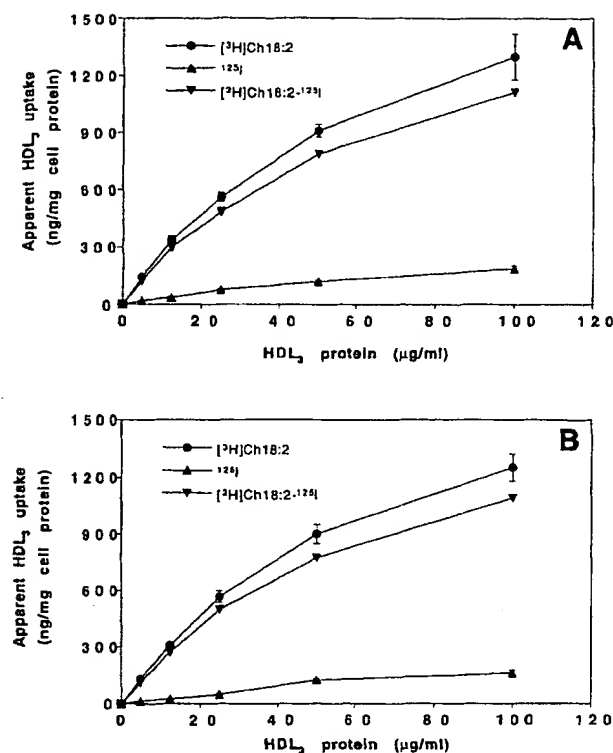 A
[³H]Ch18:2
¹²⁵I
[³H]Ch18:2-¹²⁵I
1500
1200
900
600
300
0
Apparent HDL₃ uptake
(ng/mg cell protein)
0 20 40 60 80 100 120
HDL₃ protein (µg/ml)
B
[³H]Ch18:2
¹²⁵I
[³H]Ch18:2-¹²⁵I
1500
1200
900
600
300
0
Apparent HDL₃ uptake
(ng/mg cell protein)
0 20 40 60 80 100 120
HDL₃ protein (µg/ml)